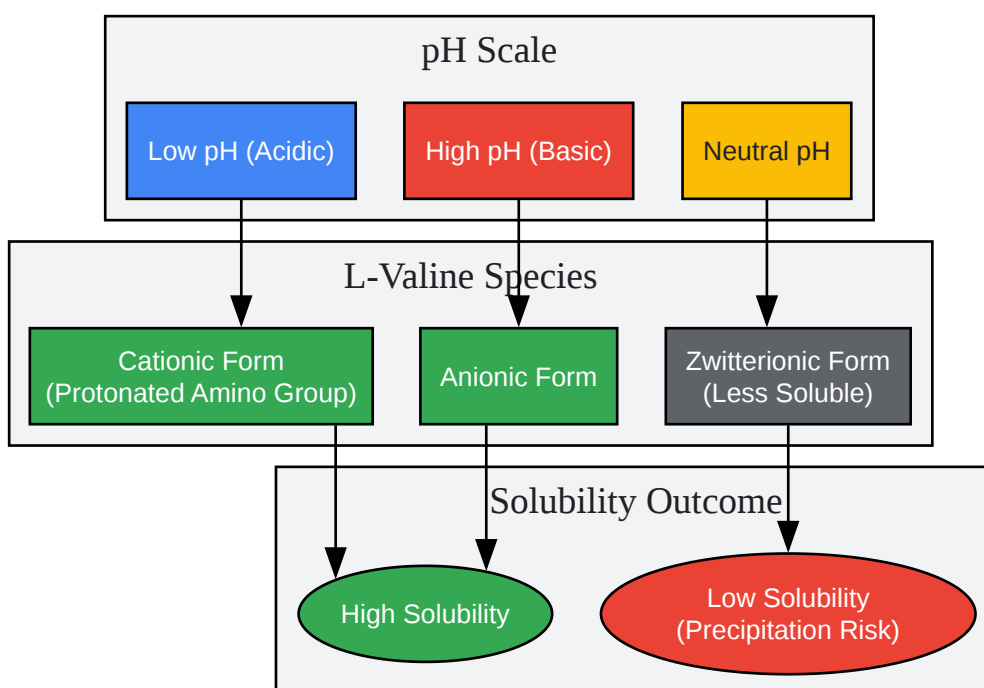 pH Scale
Low pH (Acidic)
High pH (Basic)
Neutral pH
L-Valine Species
Cationic Form
(Protonated Amino Group)
Anionic Form
Zwitterionic Form
(Less Soluble)
Solubility Outcome
High Solubility
Low Solubility
(Precipitation Risk)